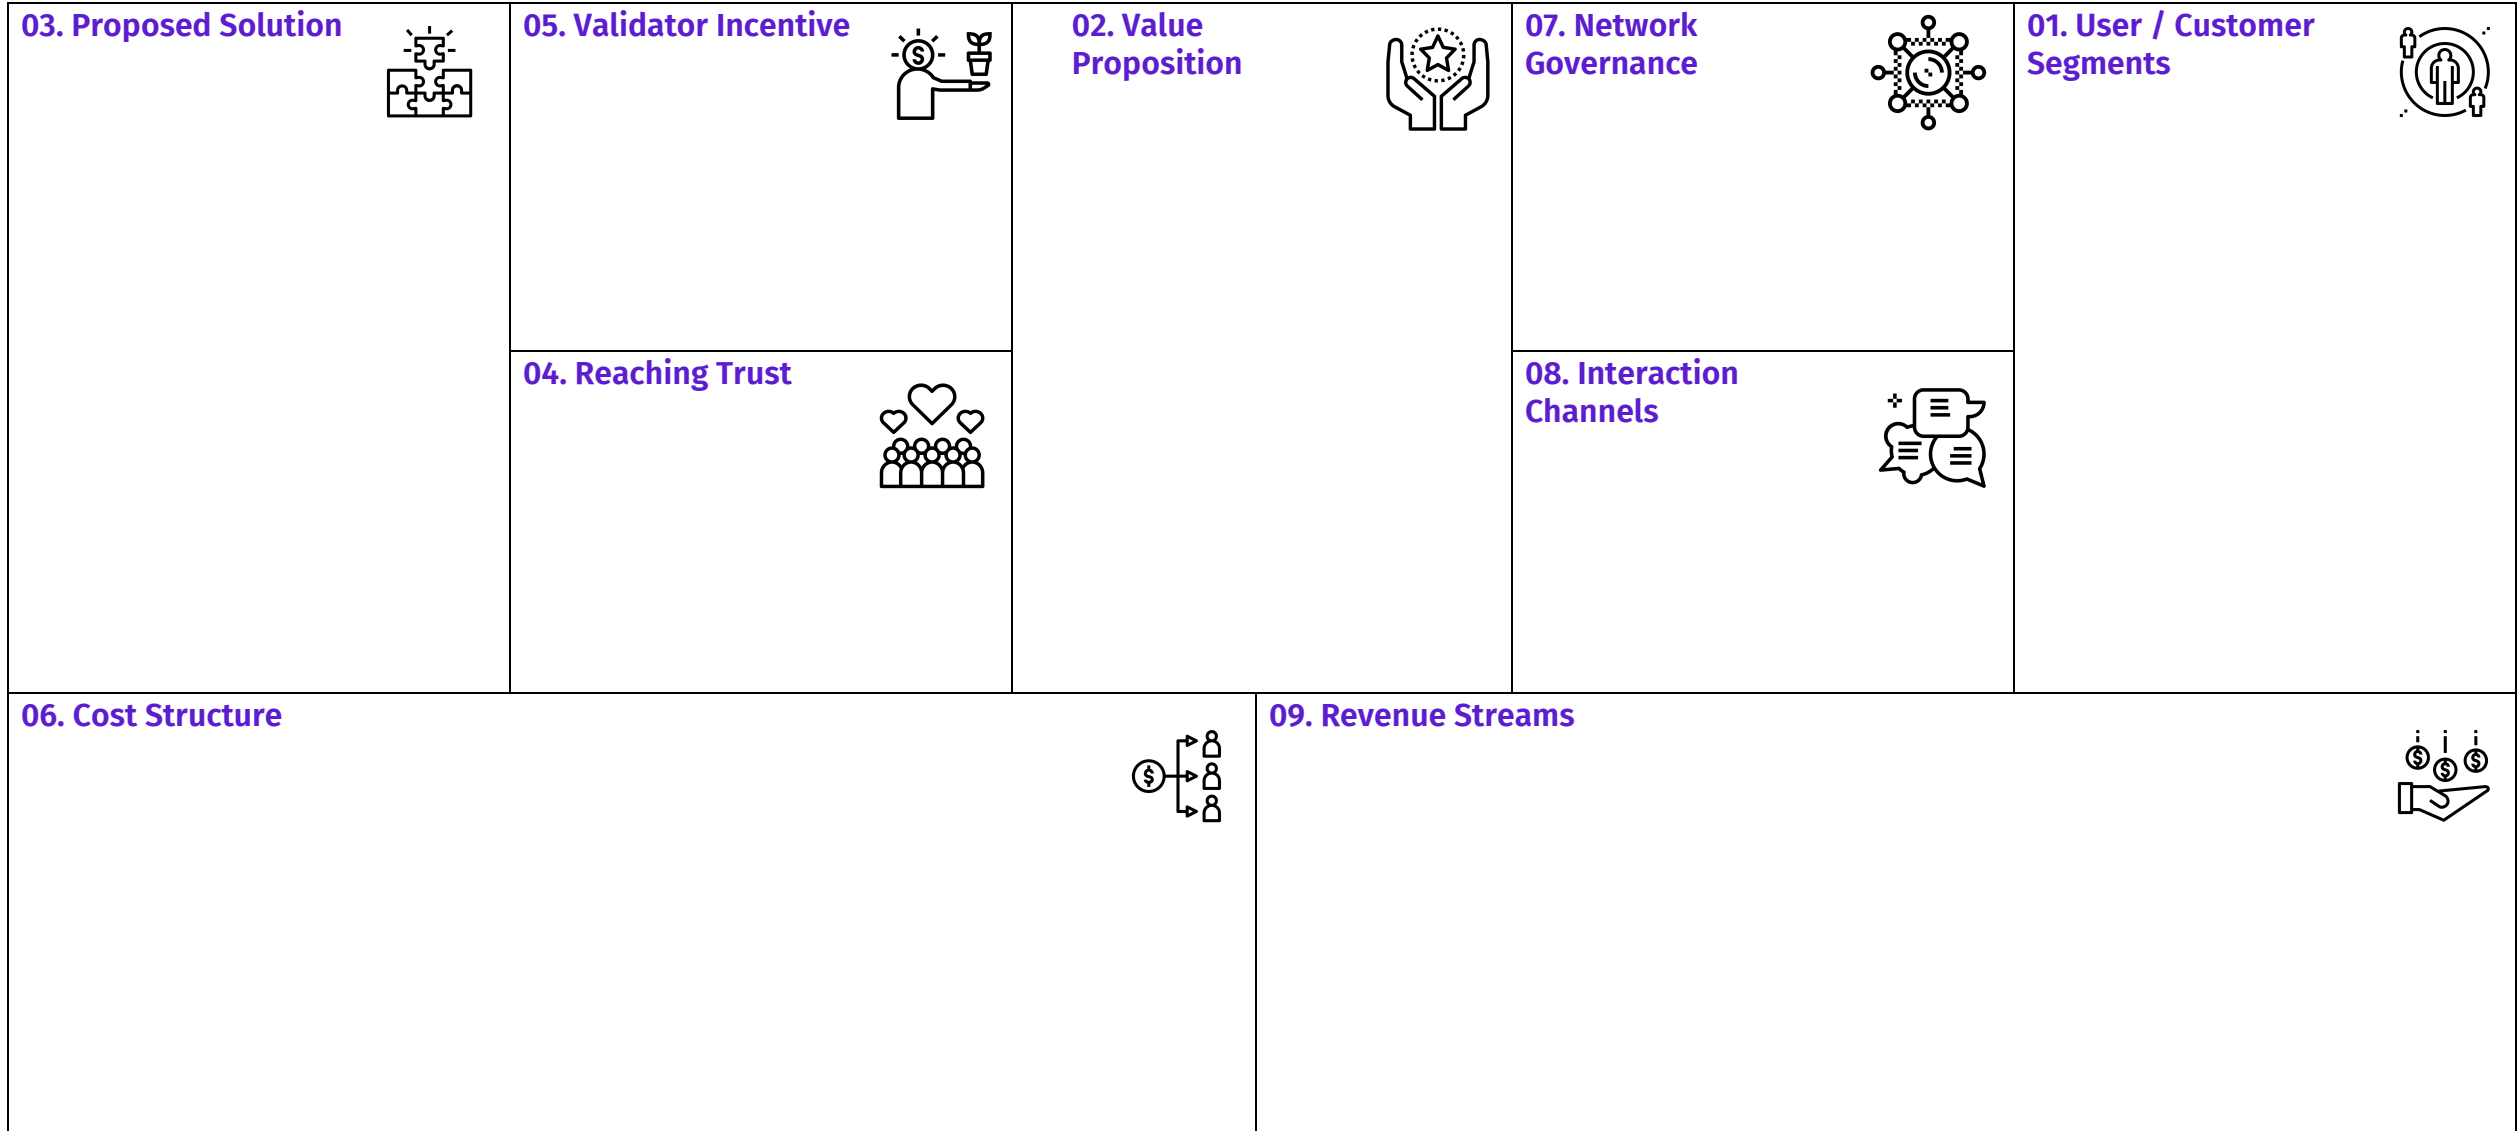 03. Proposed Solution
05. Validator Incentive
02. Value
Proposition
07. Network
Governance
01. User / Customer
Segments
04. Reaching Trust
08. Interaction
Channels
06. Cost Structure
09. Revenue Streams